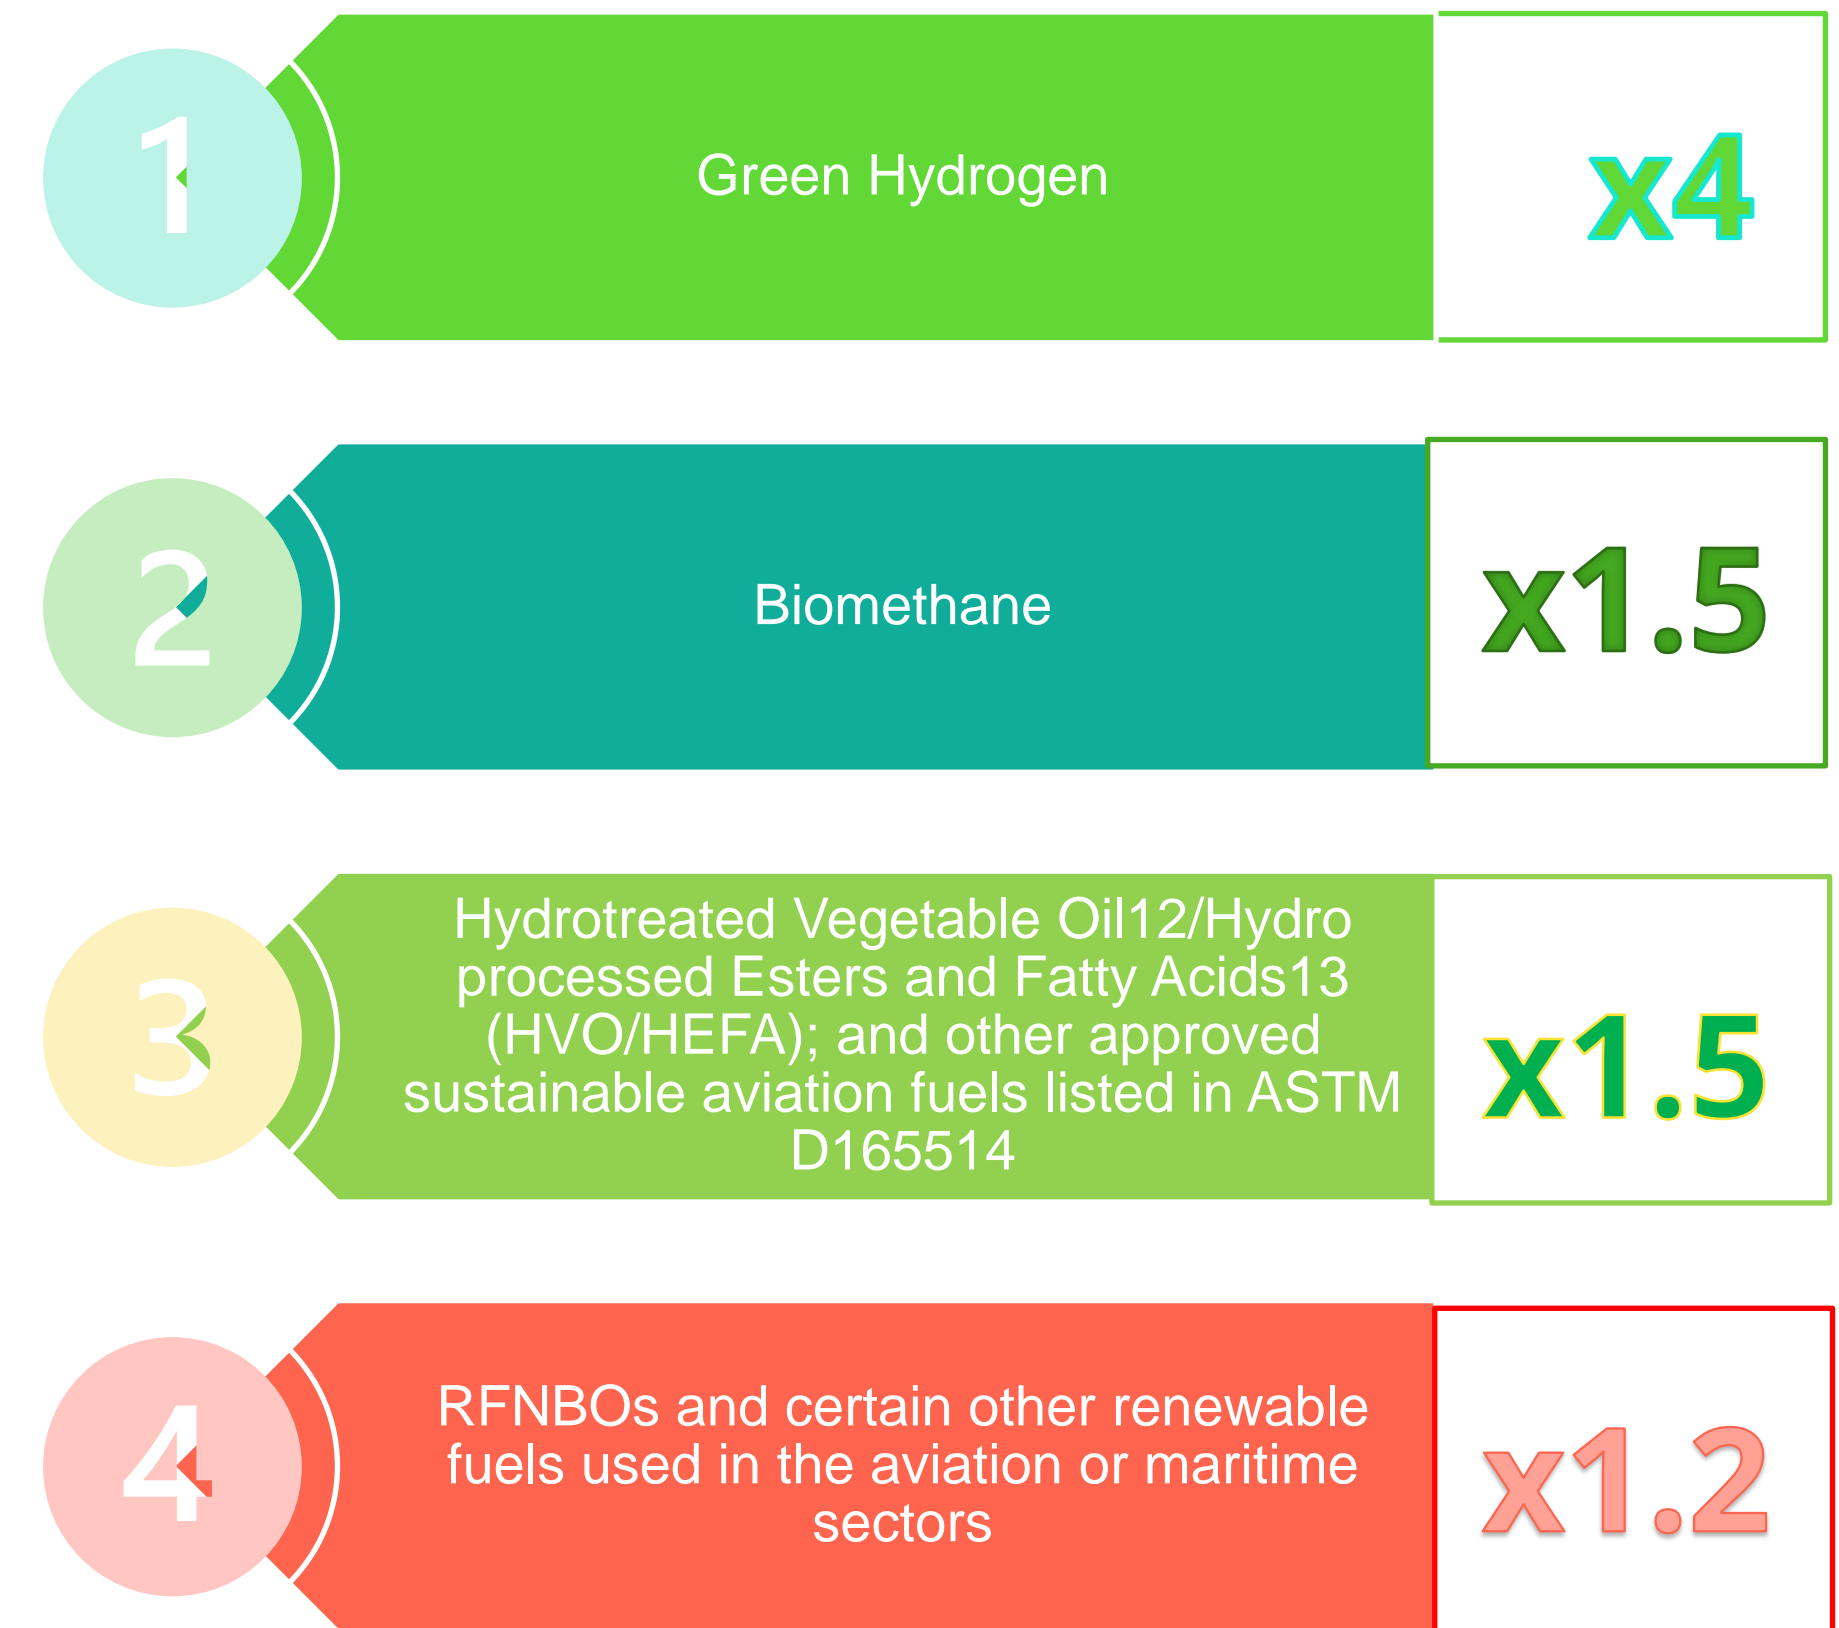 1
Green Hydrogen
x4
2
Biomethane
x1.5
3
Hydrotreated Vegetable Oil12/Hydro
processed Esters and Fatty Acids13
(HVO/HEFA); and other approved
sustainable aviation fuels listed in ASTM
D165514
x1.5
4
RFNBOs and certain other renewable
fuels used in the aviation or maritime
sectors
x1.2